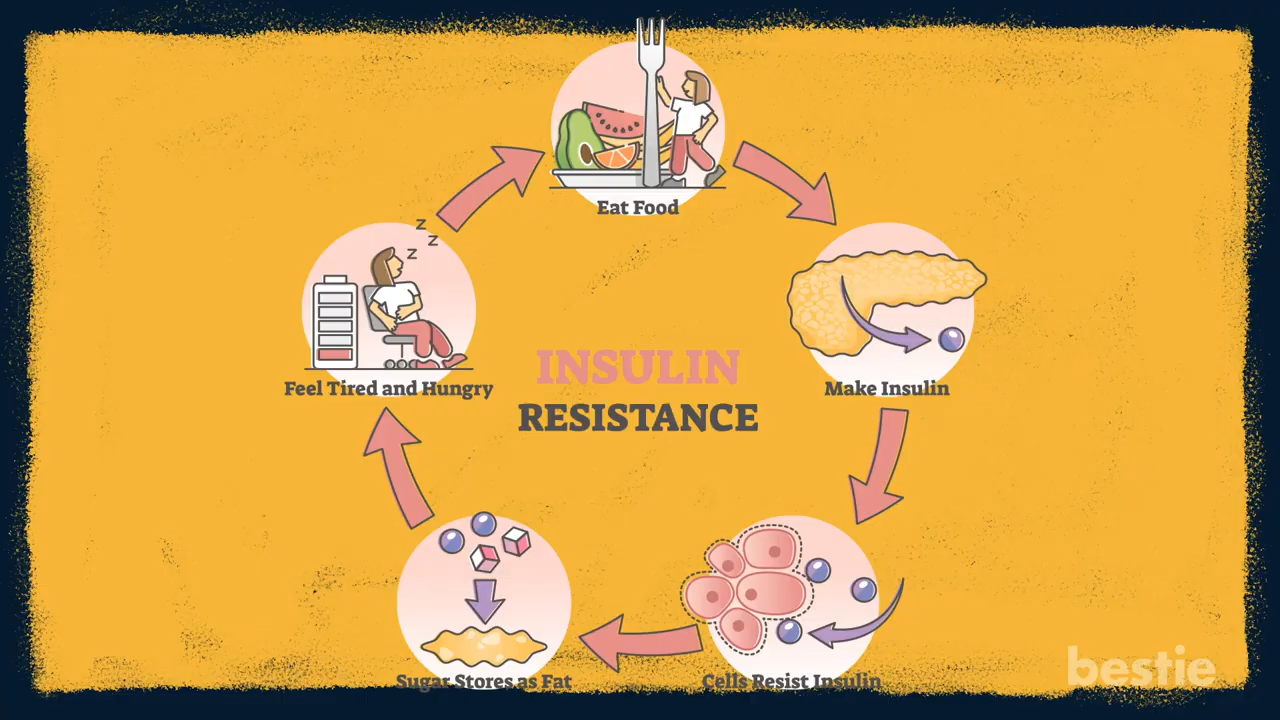 Eat Food
z
z
z
Feel Tired and Hungry
Make Insulin
INSULIN
RESISTANCE
Sugar Stores as Fat
Cells Resist Insulin
bestie